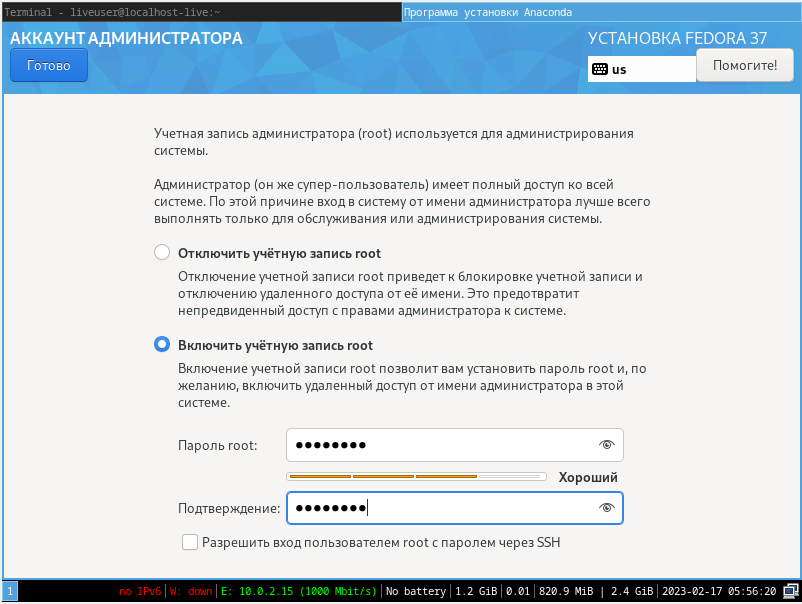 Terminal - liveuser@localhost-live:~
Программа установки Anaconda
АККАУНТ АДМИНИСТРАТОРА
УСТАНОВКА FEDORA 37
Готово
us
Помогите!
Учетная запись администратора (root) используется для администрирования
системы.
Администратор (он же супер-пользователь) имеет полный доступ ко всей
системе. По этой причине вход в систему от имени администратора лучше всего
выполнять только для обслуживания или администрирования системы.
Отключить учётную запись root
Отключение учетной записи root приведет к блокировке учетной записи и
отключению удаленного доступа от её имени. Это предотвратит
непредвиденный доступ с правами администратора к системе.
Включить учётную запись root
Включение учетной записи root позволит вам установить пароль root и, по
желанию, включить удаленный доступ от имени администратора в этой
системе.
Пароль root: ●●●●●●●●
Хороший
Подтверждение: ●●●●●●●●
Разрешить вход пользователем root с паролем через SSH
1 no IPv6 | W: down | E: 10.0.2.15 (1000 Mbit/s) | No battery | 1.2 GiB | 0.01 | 820.9 MiB | 2.4 GiB | 2023-02-17 05:56:20